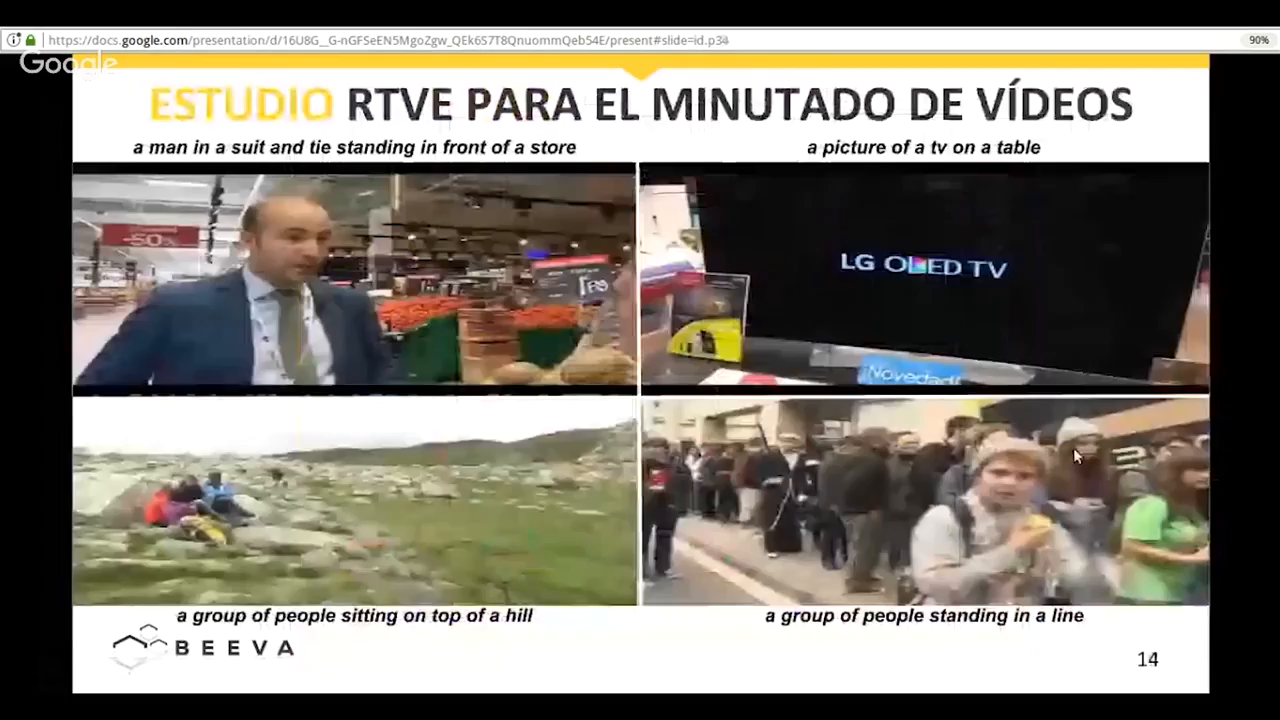 https://docs.google.com/presentation/d/16U8G__G-nGFSeEN5MgoZgw_QEk6S7T8QnuommQeb54E/present#slide=id.p34
90%
Google
ESTUDIO RTVE PARA EL MINUTADO DE VÍDEOS
a man in a suit and tie standing in front of a store
a picture of a tv on a table
-50%
LG OLED TV
¡Novedad!
a group of people sitting on top of a hill
a group of people standing in a line
BEEVA
14